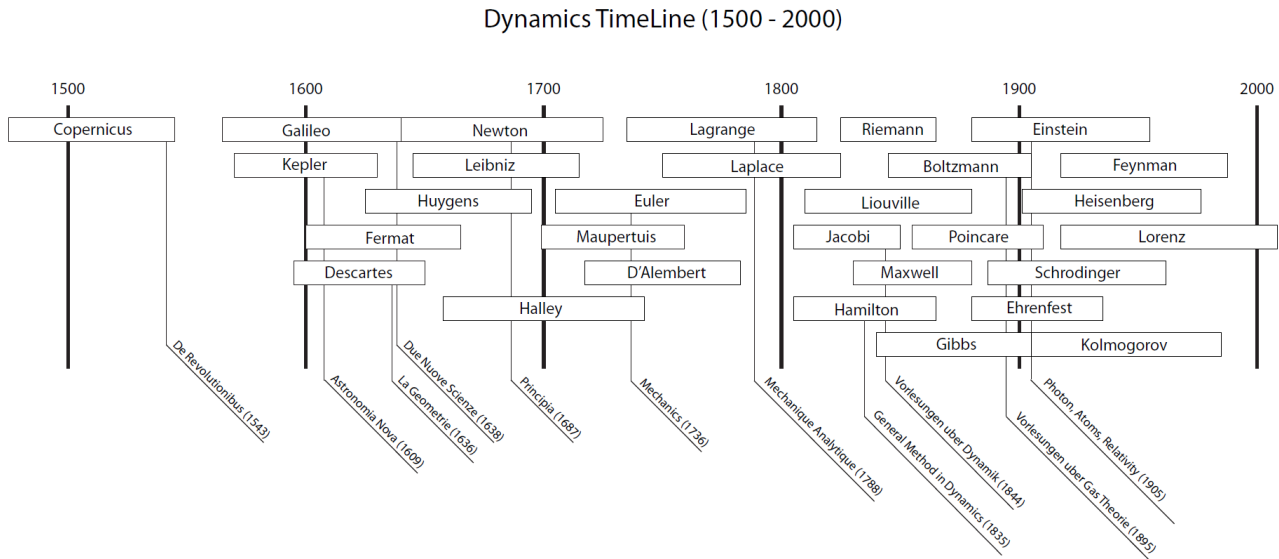 Dynamics TimeLine (1500 - 2000)
1500
1600
1700
1800
1900
2000
Copernicus
Galileo
Newton
Lagrange
Riemann
Einstein
Kepler
Leibniz
Laplace
Boltzmann
Feynman
Huygens
Euler
Liouville
Heisenberg
Fermat
Maupertuis
Jacobi
Poincare
Lorenz
Descartes
D'Alembert
Maxwell
Schrodinger
Halley
Hamilton
Ehrenfest
Gibbs
Kolmogorov
De Revolutionibus (1543)
Astronomia Nova (1609)
La Geometrie (1636)
Due Nuove Scienze (1638)
Principia (1687)
Mechanics (1736)
Mechanique Analytique (1788)
General Method in Dynamics (1835)
Vorlesungen uber Dynamik (1844)
Vorlesungen uber Gas Theorie (1895)
Photon, Atoms, Relativity (1905)